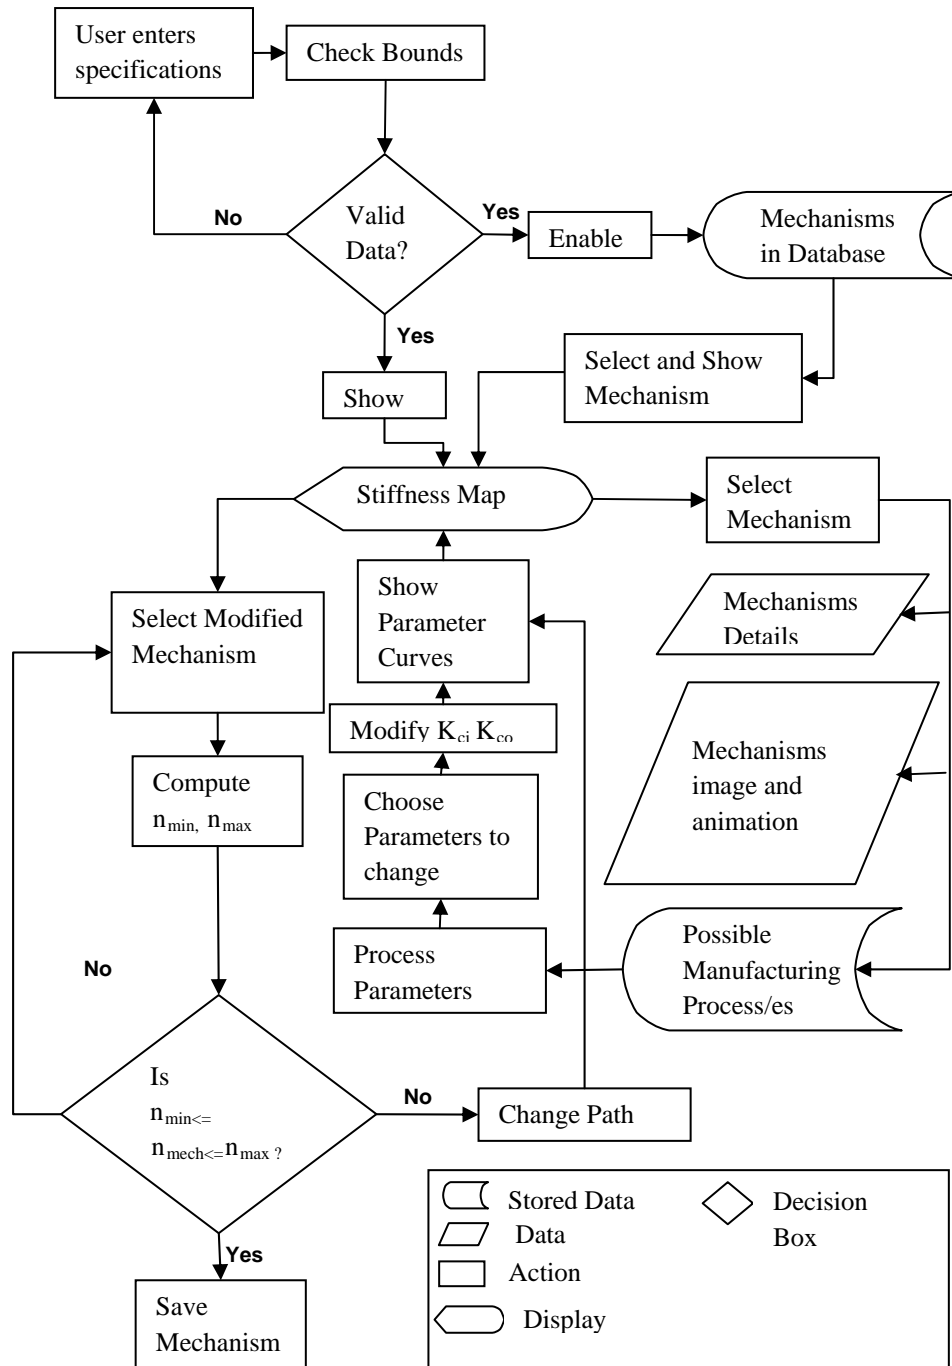 User enters
specifications
Check Bounds
No
Valid
Data?
Yes
Enable
Mechanisms
in Database
Yes
Select and Show
Mechanism
Show
Stiffness Map
Select
Mechanism
Show
Parameter
Curves
Select Modified
Mechanism
Mechanisms
Details
Modify Kci Kco
Mechanisms
image and
animation
Compute
nmin, nmax
Choose
Parameters to
change
Possible
Manufacturing
Process/es
Process
Parameters
No
Is
nmin<=
nmech<=nmax ?
No
Change Path
Yes
Save
Mechanism
Stored Data
Data
Action
Display
Decision
Box